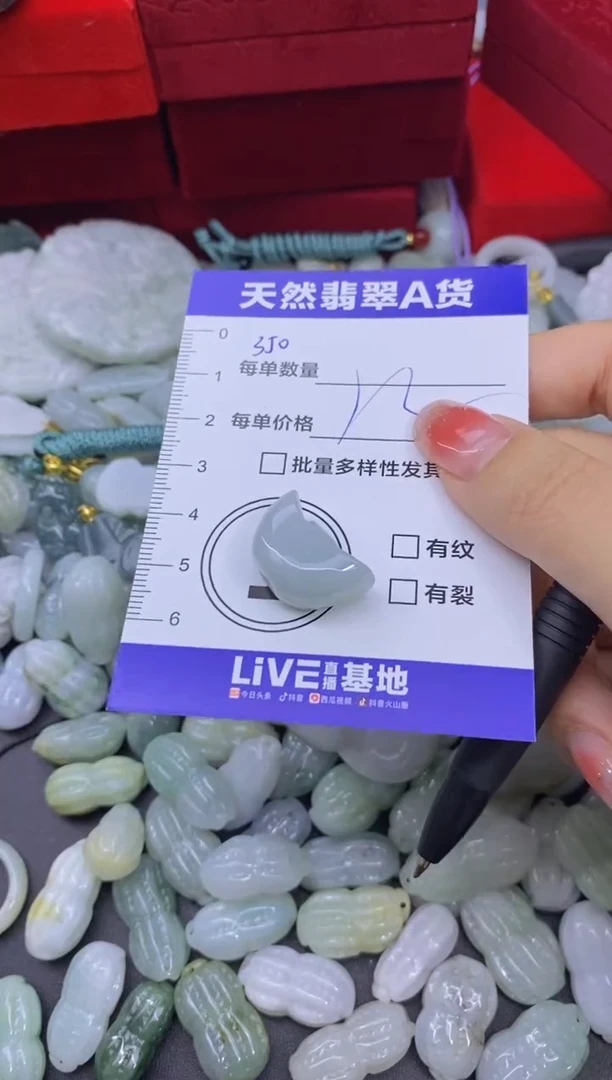 天然翡翠A货
0
350
1
每单数量
2
每单价格
3
批量多样性发其
4
5
有纹
有裂
6
LiVE直播基地
今日头条 抖音 西瓜视频 抖音火山版